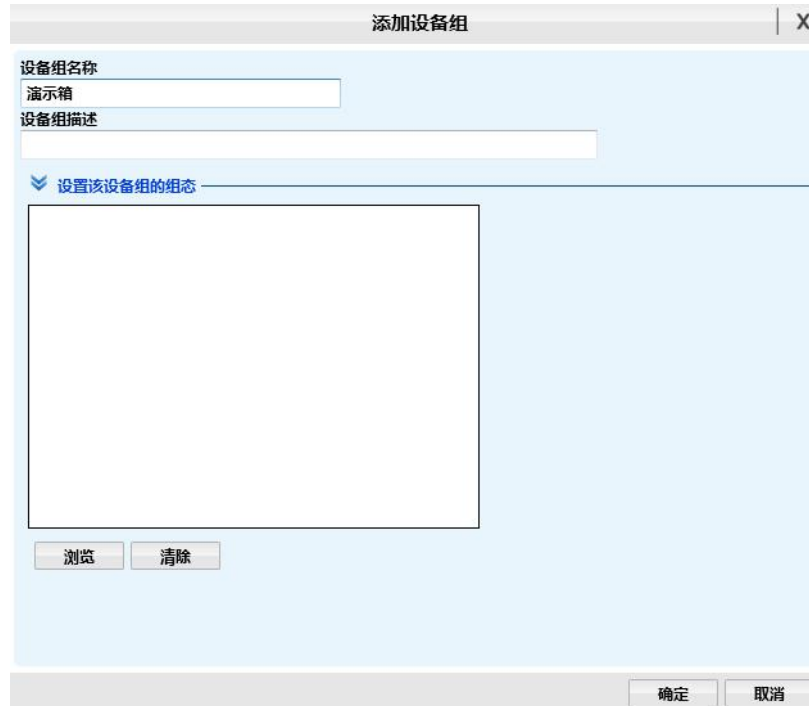 添加设备组 | X
设备组名称
演示箱
设备组描述
设置该设备组的组态
浏览 清除
确定 取消